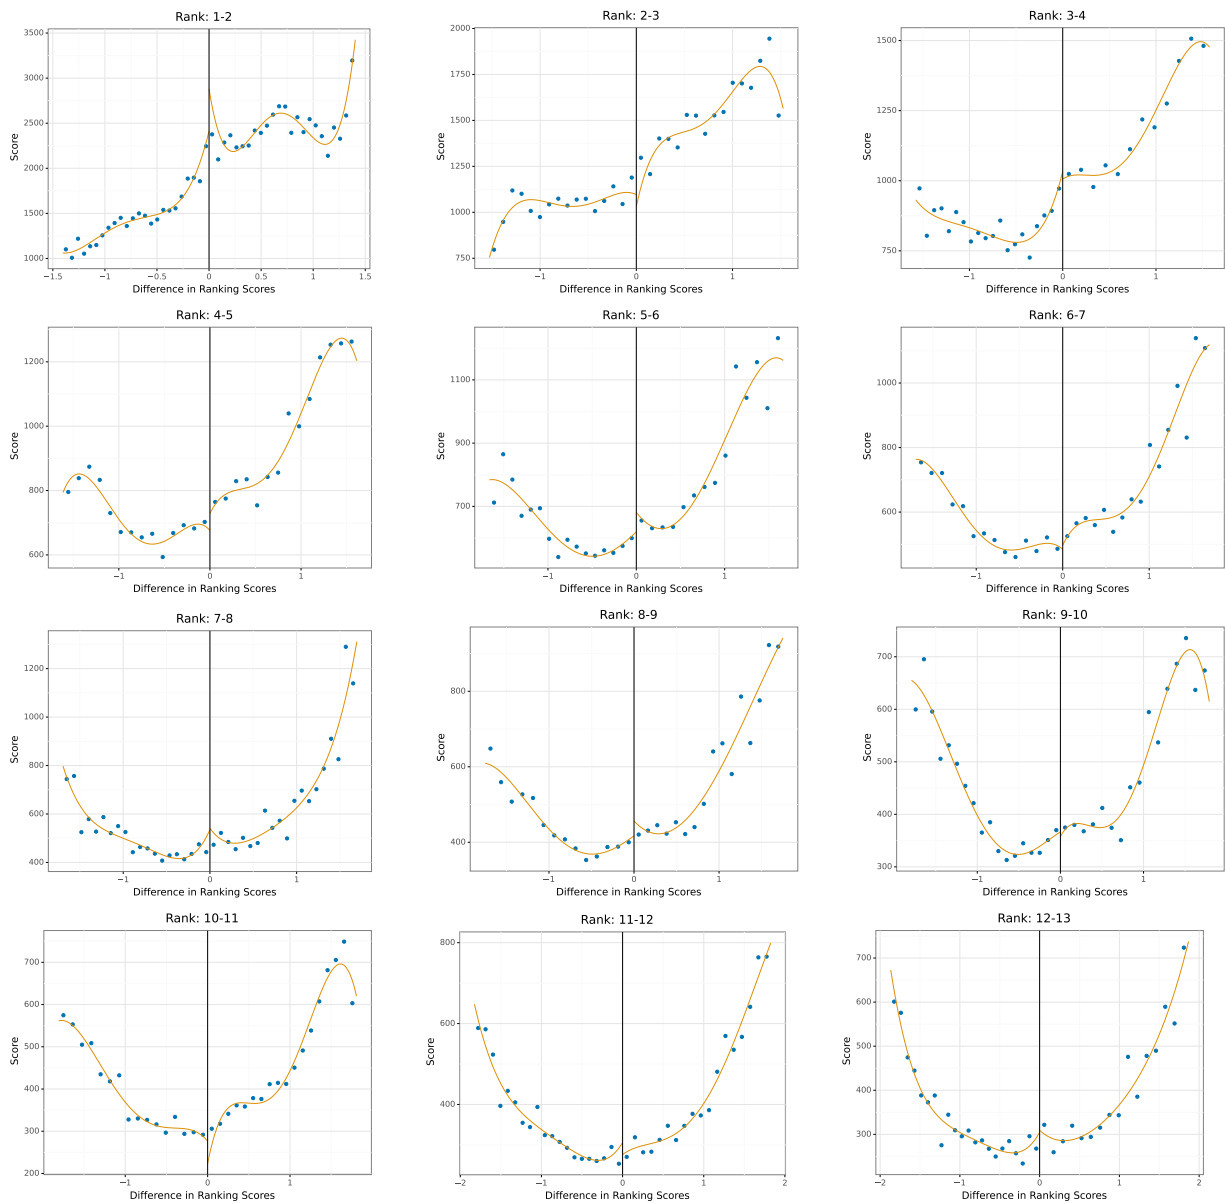 Rank: 1-2
3500
3000
2500
2000
1500
1000
Score
−1.5 −1 −0.5 0 0.5 1 1.5
Difference in Ranking Scores
Rank: 2-3
2000
1750
1500
1250
1000
750
Score
−1 0 1
Difference in Ranking Scores
Rank: 3-4
1500
1250
1000
750
Score
−1 0 1
Difference in Ranking Scores
Rank: 4-5
1200
1000
800
600
Score
−1 0 1
Difference in Ranking Scores
Rank: 5-6
1100
900
700
Score
−1 0 1
Difference in Ranking Scores
Rank: 6-7
1000
800
600
Score
−1 0 1
Difference in Ranking Scores
Rank: 7-8
1200
1000
800
600
400
Score
−1 0 1
Difference in Ranking Scores
Rank: 8-9
800
600
400
Score
−1 0 1
Difference in Ranking Scores
Rank: 9-10
700
600
500
400
300
Score
−1 0 1
Difference in Ranking Scores
Rank: 10-11
700
600
500
400
300
200
Score
−1 0 1
Difference in Ranking Scores
Rank: 11-12
800
600
400
Score
−2 −1 0 1 2
Difference in Ranking Scores
Rank: 12-13
700
600
500
400
300
Score
−2 −1 0 1 2
Difference in Ranking Scores